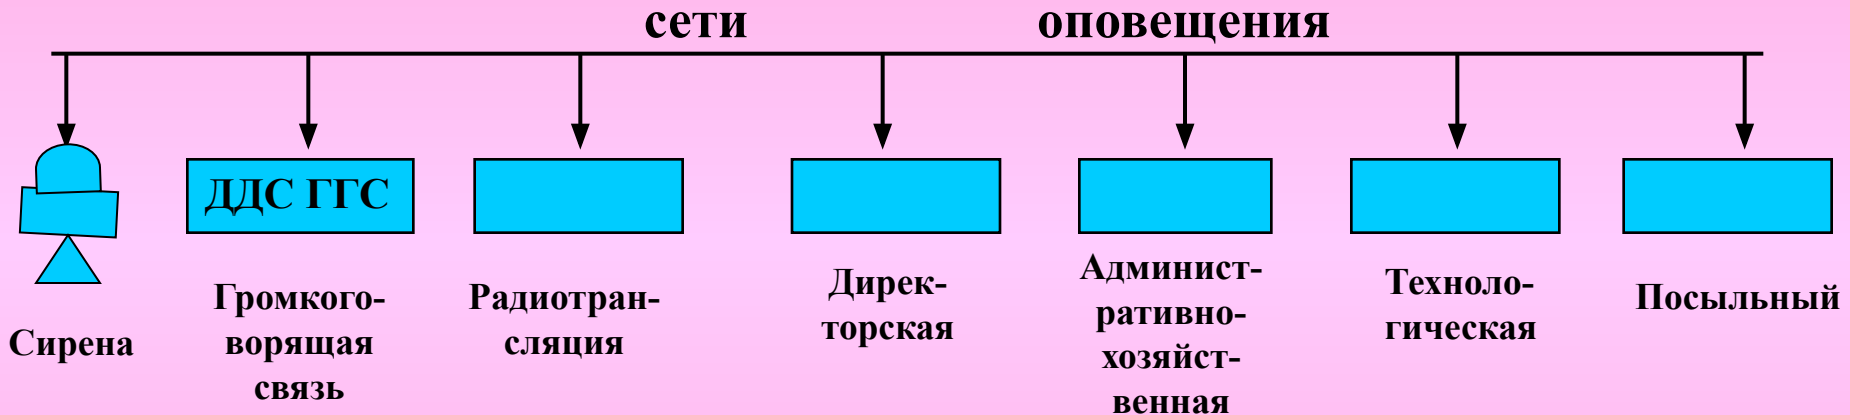 сети оповещения
ДДС ГГС
Сирена
Громкого-
ворящая
связь
Радиотран-
сляция
Дирек-
торская
Админист-
ративно-
хозяйст-
венная
Техноло-
гическая
Посыльный